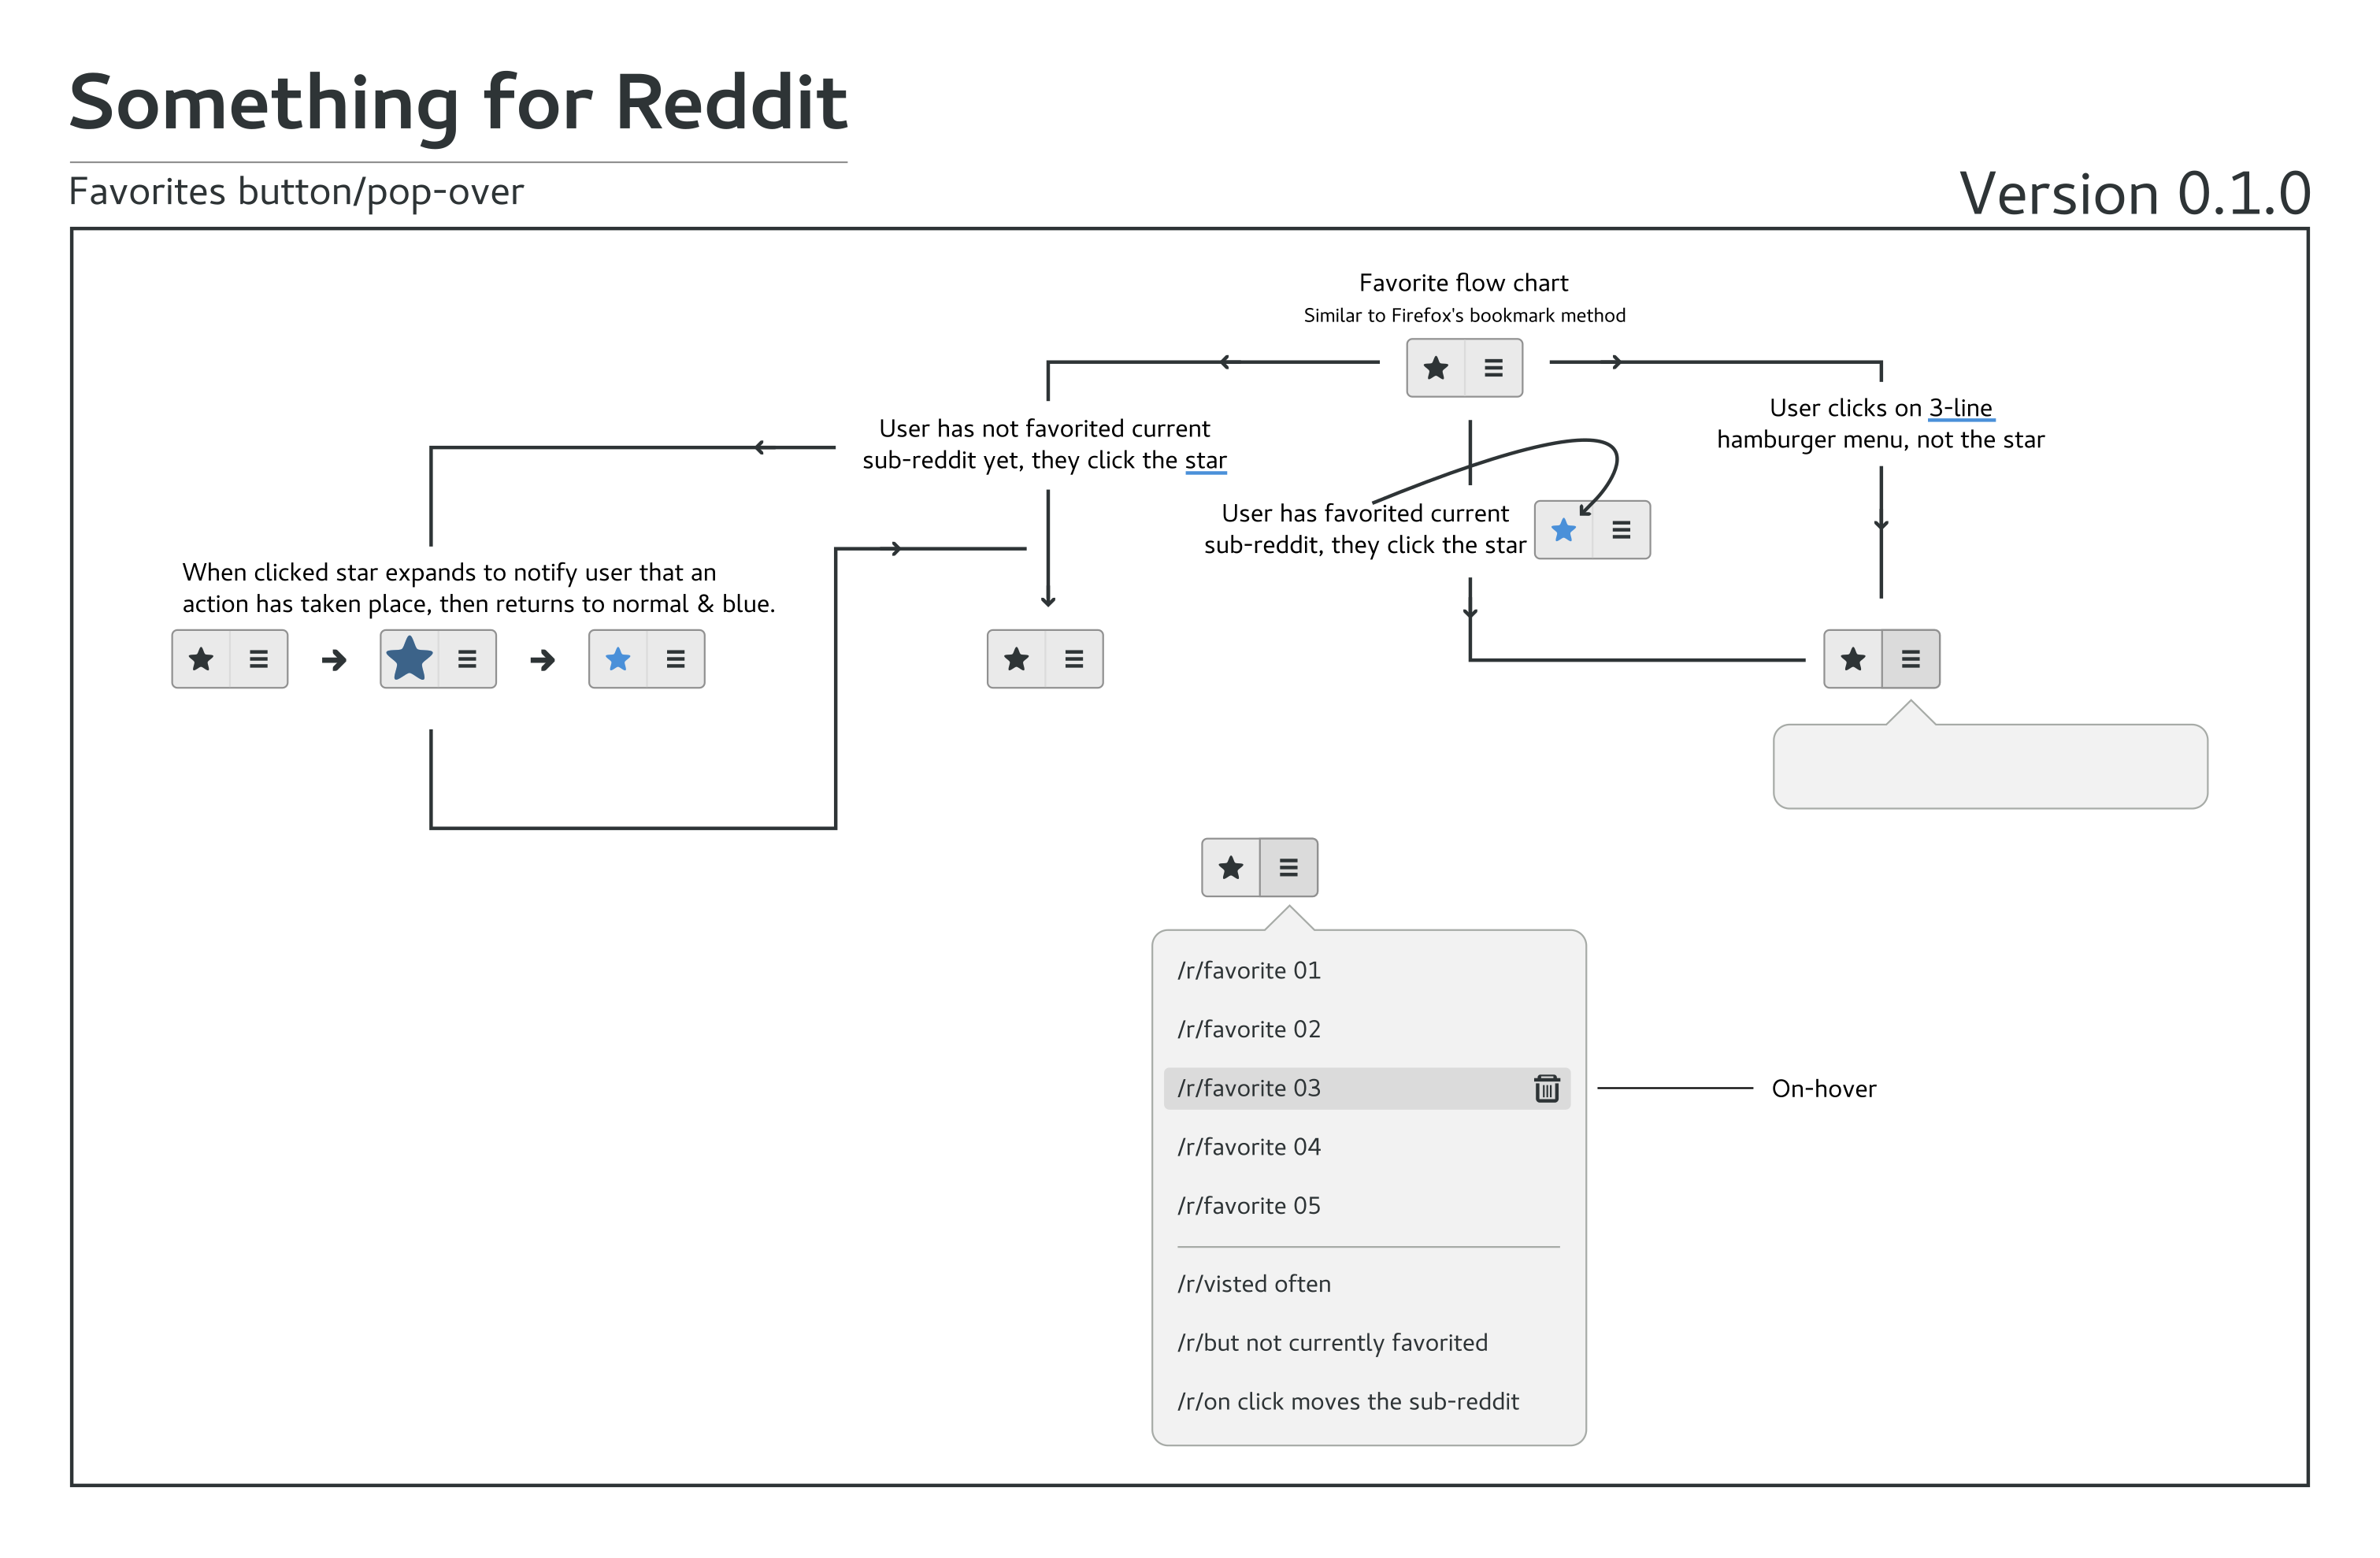 Something for Reddit
Favorites button/pop-over
Version 0.1.0
Favorite flow chart
Similar to Firefox's bookmark method
User has not favorited current
sub-reddit yet, they click the star
User clicks on 3-line
hamburger menu, not the star
User has favorited current
sub-reddit, they click the star
When clicked star expands to notify user that an
action has taken place, then returns to normal & blue.
/r/favorite 01
/r/favorite 02
/r/favorite 03
On-hover
/r/favorite 04
/r/favorite 05
/r/visted often
/r/but not currently favorited
/r/on click moves the sub-reddit